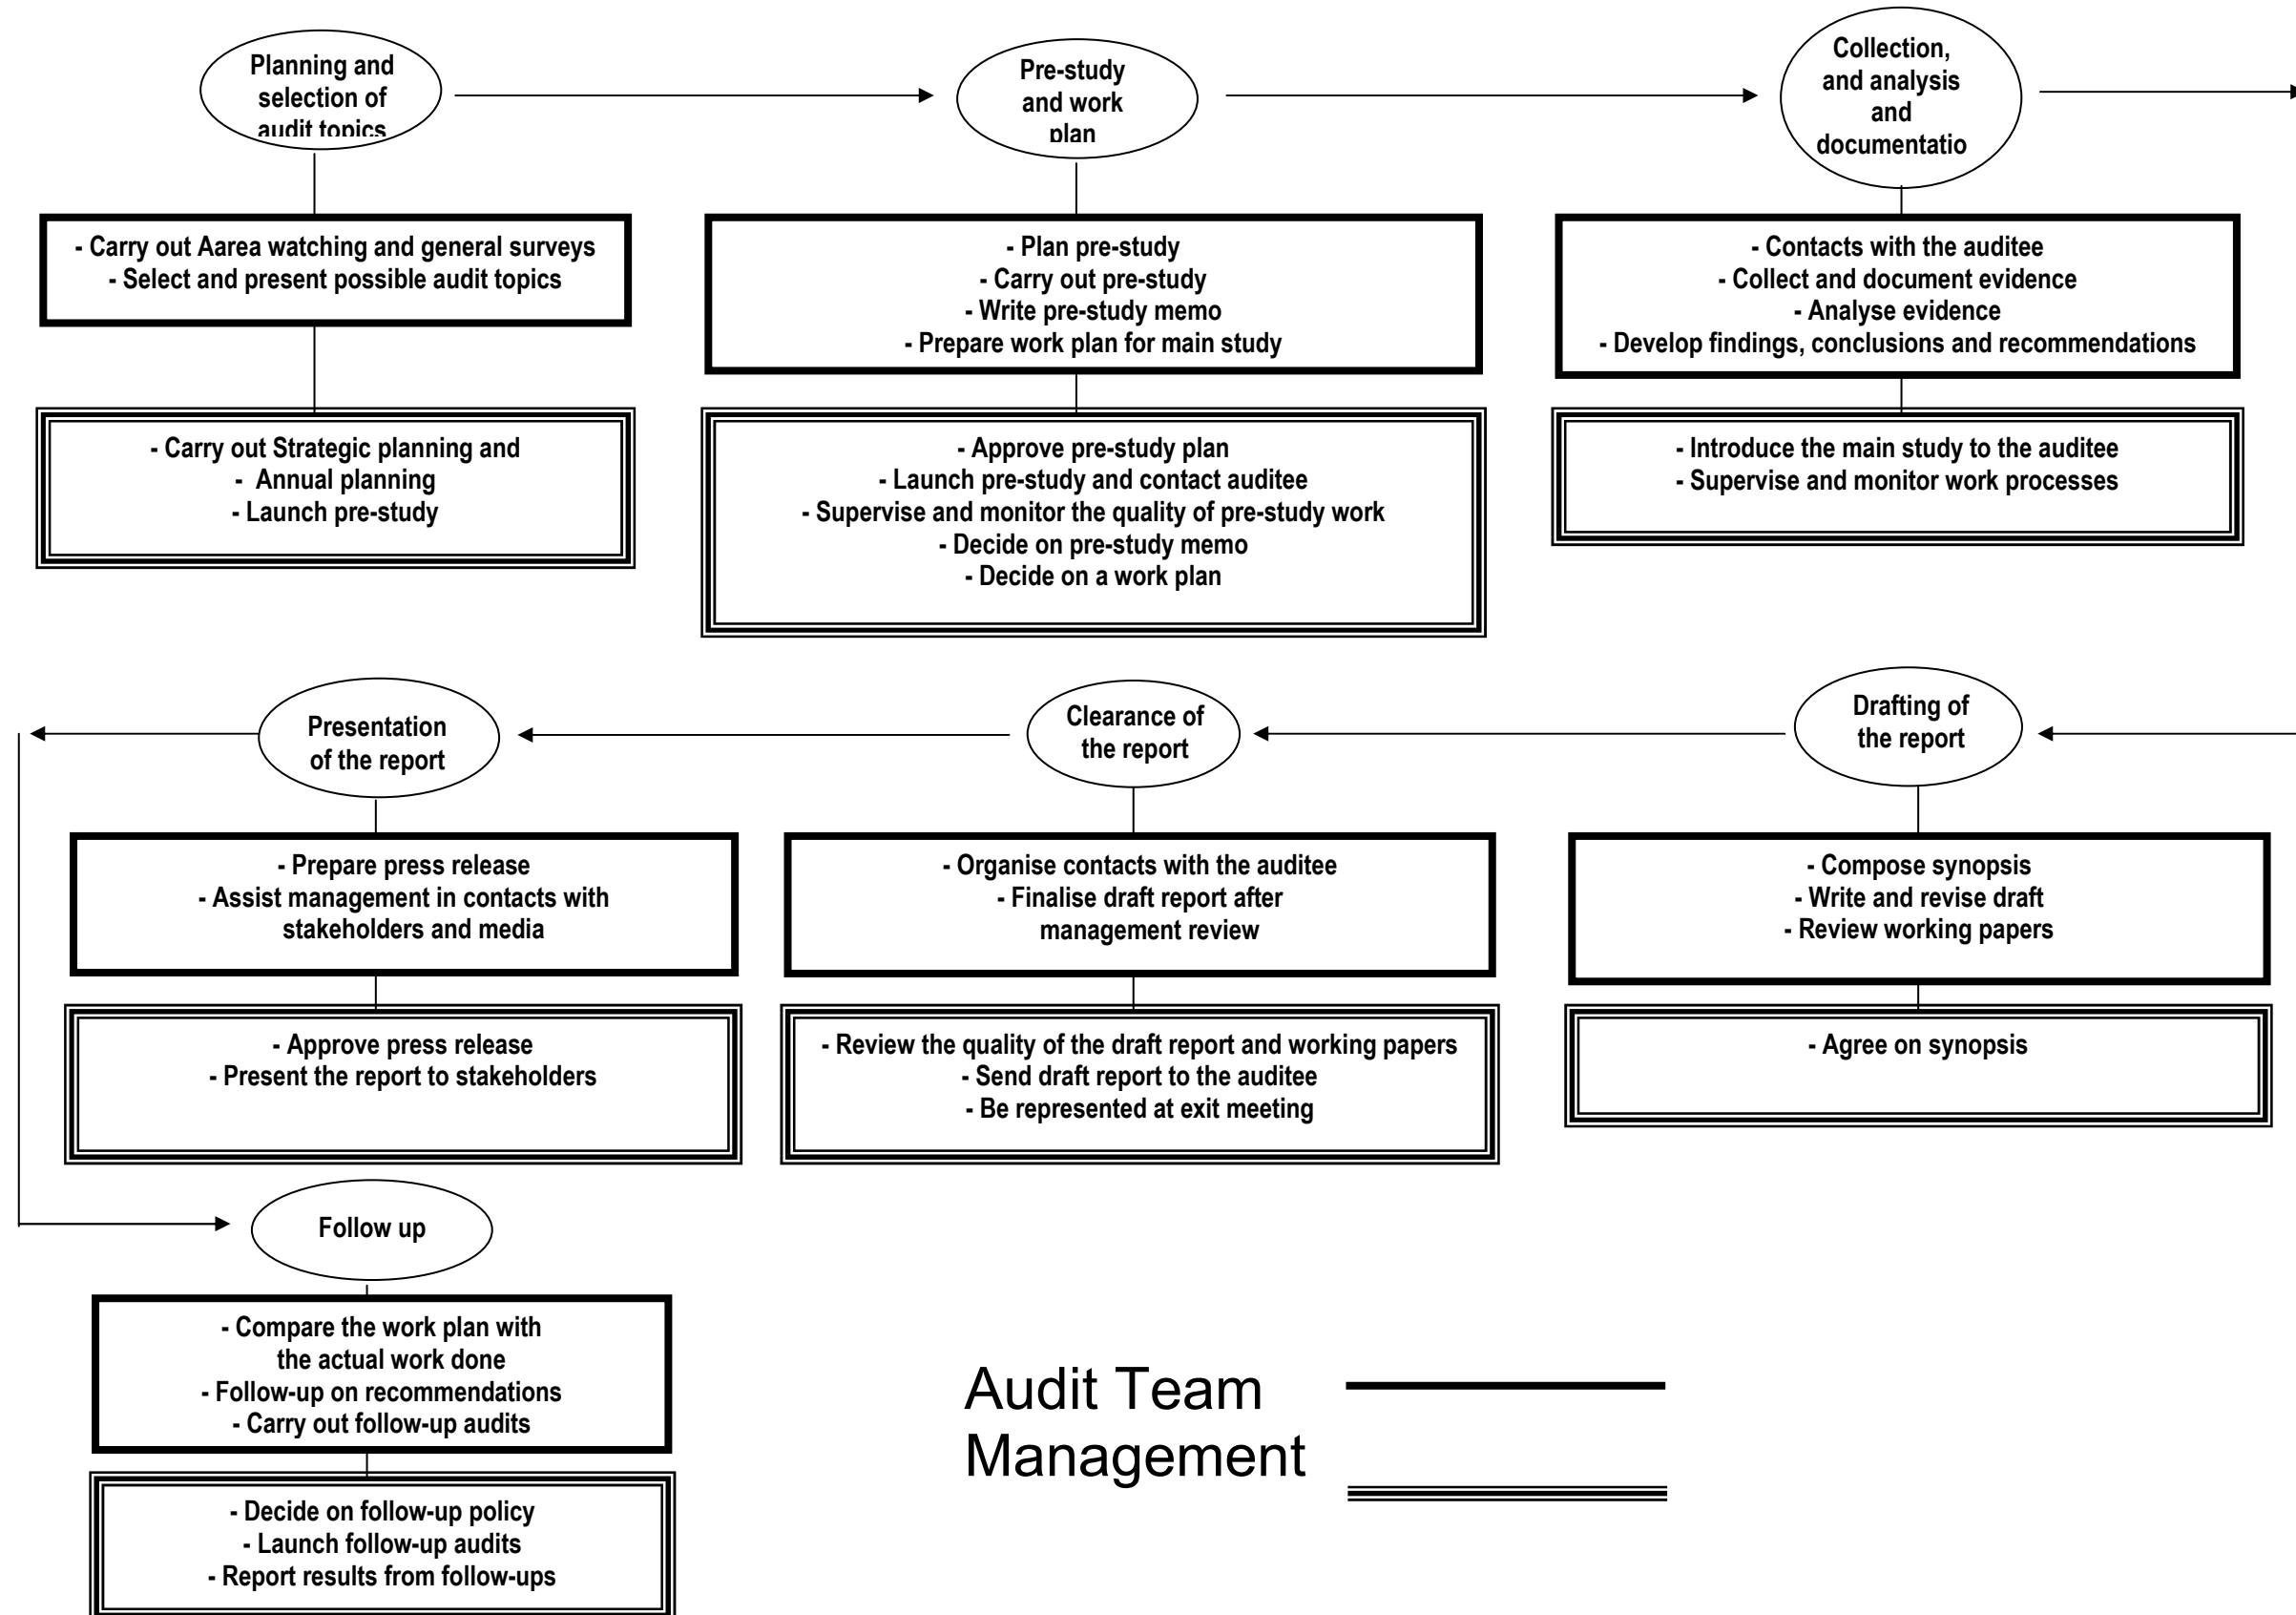 Planning and
selection of
audit topics
- Carry out Aarea watching and general surveys
- Select and present possible audit topics
- Carry out Strategic planning and
- Annual planning
- Launch pre-study
Pre-study
and work
plan
- Plan pre-study
- Carry out pre-study
- Write pre-study memo
- Prepare work plan for main study
- Approve pre-study plan
- Launch pre-study and contact auditee
- Supervise and monitor the quality of pre-study work
- Decide on pre-study memo
- Decide on a work plan
Collection,
and analysis
and
documentatio
- Contacts with the auditee
- Collect and document evidence
- Analyse evidence
- Develop findings, conclusions and recommendations
- Introduce the main study to the auditee
- Supervise and monitor work processes
Drafting of
the report
- Compose synopsis
- Write and revise draft
- Review working papers
- Agree on synopsis
Clearance of
the report
- Organise contacts with the auditee
- Finalise draft report after
management review
- Review the quality of the draft report and working papers
- Send draft report to the auditee
- Be represented at exit meeting
Presentation
of the report
- Prepare press release
- Assist management in contacts with
stakeholders and media
- Approve press release
- Present the report to stakeholders
Follow up
- Compare the work plan with
the actual work done
- Follow-up on recommendations
- Carry out follow-up audits
- Decide on follow-up policy
- Launch follow-up audits
- Report results from follow-ups
Audit Team
Management